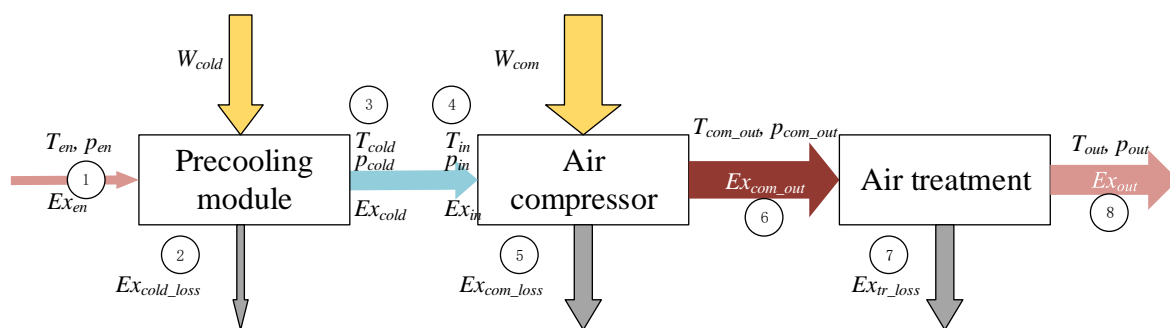 W_cold
W_com
3
4
T_en, p_en
1
Ex_en
Precooling
module
T_cold
p_cold
Ex_cold
T_in
p_in
Ex_in
Air
compressor
T_com_out, p_com_out
Ex_com_out
6
Air treatment
T_out, p_out
Ex_out
8
2
Ex_cold_loss
5
Ex_com_loss
7
Ex_tr_loss